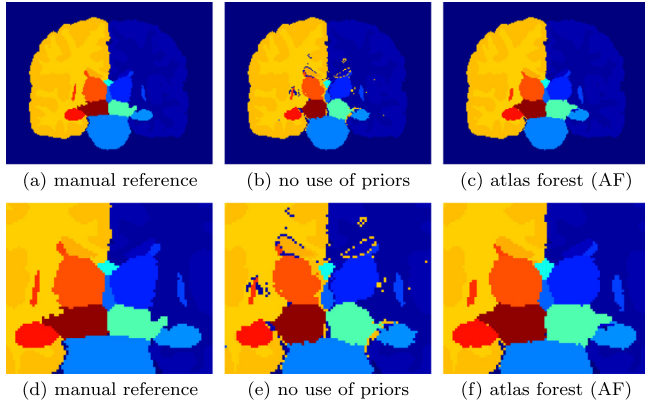 (a) manual reference
(b) no use of priors
(c) atlas forest (AF)
(d) manual reference
(e) no use of priors
(f) atlas forest (AF)